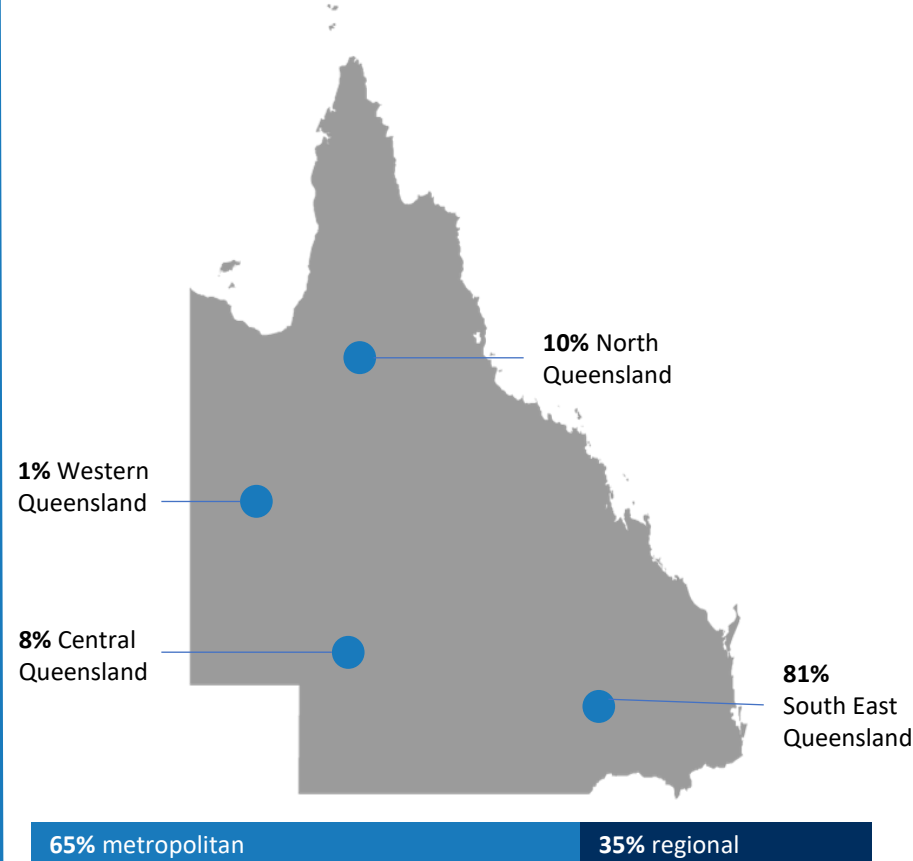 10% North
Queensland
1% Western
Queensland
8% Central
Queensland
81%
South East
Queensland
65% metropolitan
35% regional